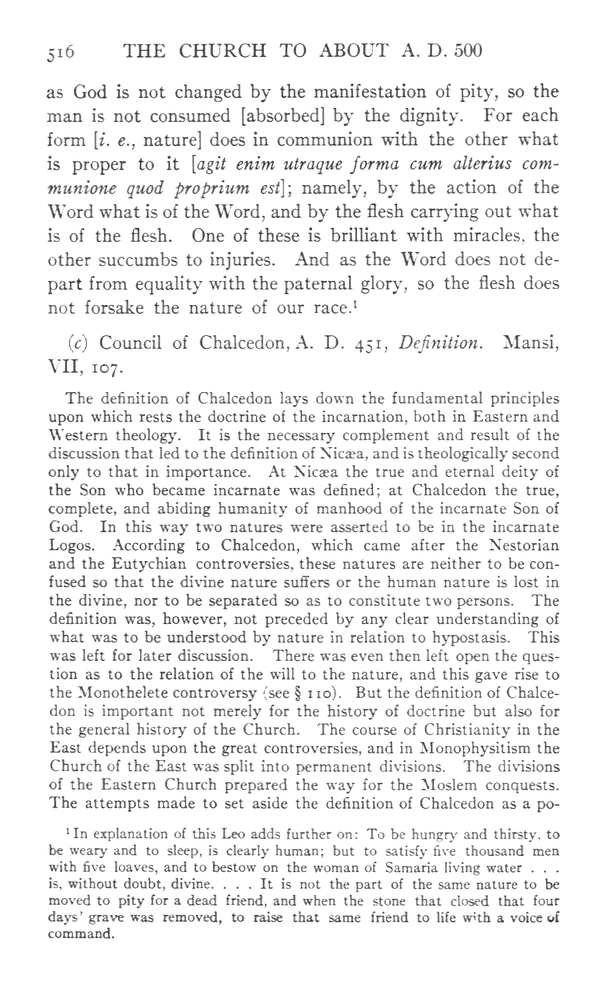 516 THE CHURCH TO ABOUT A. D. 500
as God is not changed by the manifestation of pity, so the
man is not consumed [absorbed] by the dignity. For each
form [i. e., nature] does in communion with the other what
is proper to it [agit enim utraque forma cum alterius com-
munione quod proprium est]; namely, by the action of the
Word what is of the Word, and by the flesh carrying out what
is of the flesh. One of these is brilliant with miracles, the
other succumbs to injuries. And as the Word does not de-
part from equality with the paternal glory, so the flesh does
not forsake the nature of our race.¹
(c) Council of Chalcedon, A. D. 451, Definition. Mansi,
VII, 107.
The definition of Chalcedon lays down the fundamental principles
upon which rests the doctrine of the incarnation, both in Eastern and
Western theology. It is the necessary complement and result of the
discussion that led to the definition of Nicæa, and is theologically second
only to that in importance. At Nicæa the true and eternal deity of
the Son who became incarnate was defined; at Chalcedon the true,
complete, and abiding humanity of manhood of the incarnate Son of
God. In this way two natures were asserted to be in the incarnate
Logos. According to Chalcedon, which came after the Nestorian
and the Eutychian controversies, these natures are neither to be con-
fused so that the divine nature suffers or the human nature is lost in
the divine, nor to be separated so as to constitute two persons. The
definition was, however, not preceded by any clear understanding of
what was to be understood by nature in relation to hypostasis. This
was left for later discussion. There was even then left open the ques-
tion as to the relation of the will to the nature, and this gave rise to
the Monothelete controversy (see § 110). But the definition of Chalce-
don is important not merely for the history of doctrine but also for
the general history of the Church. The course of Christianity in the
East depends upon the great controversies, and in Monophysitism the
Church of the East was split into permanent divisions. The divisions
of the Eastern Church prepared the way for the Moslem conquests.
The attempts made to set aside the definition of Chalcedon as a po-
¹ In explanation of this Leo adds further on: To be hungry and thirsty, to
be weary and to sleep, is clearly human; but to satisfy five thousand men
with five loaves, and to bestow on the woman of Samaria living water . . .
is, without doubt, divine. . . . It is not the part of the same nature to be
moved to pity for a dead friend, and when the stone that closed that four
days' grave was removed, to raise that same friend to life with a voice of
command.